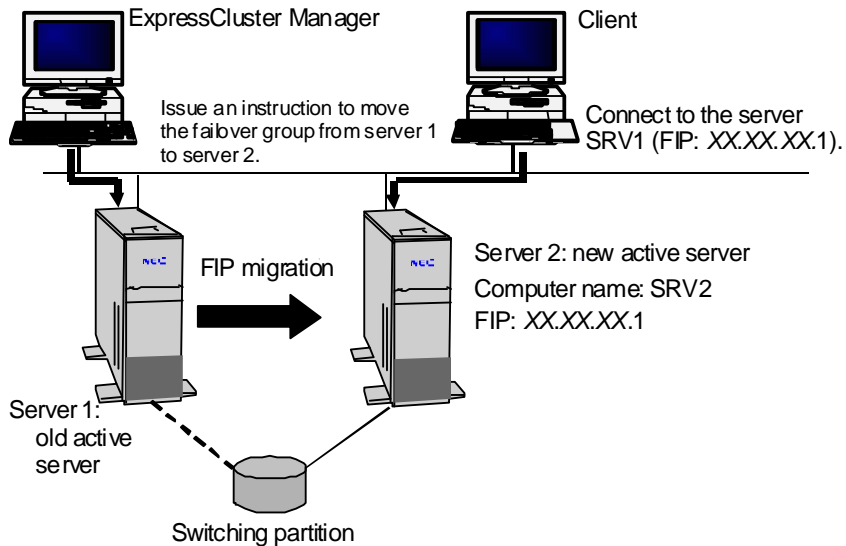 ExpressCluster Manager
Client
Issue an instruction to move
the failover group from server 1
to server 2.
Connect to the server
SRV1 (FIP: XX.XX.XX.1).
NEC
FIP migration
NEC
Server 2: new active server
Computer name: SRV2
FIP: XX.XX.XX.1
Server 1:
old active
server
Switching partition